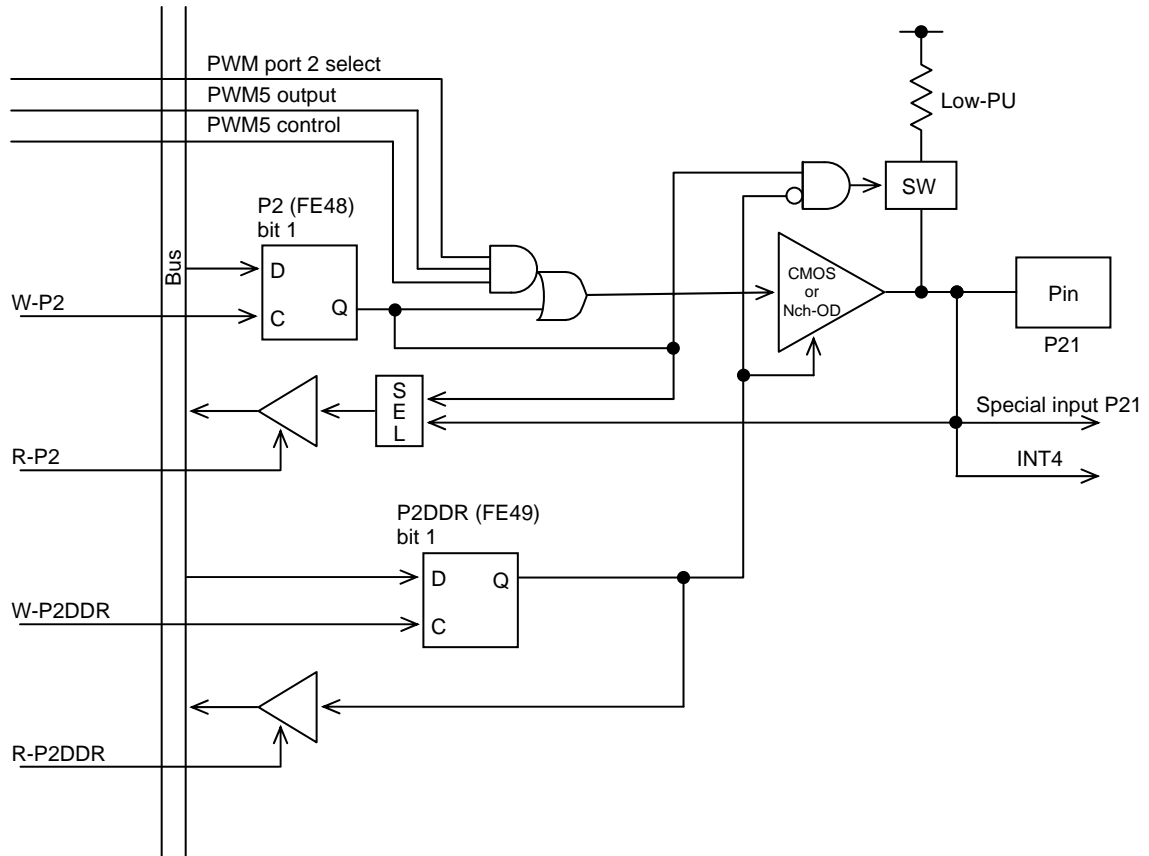 PWM port 2 select
PWM5 output
PWM5 control
Low-PU
SW
P2 (FE48)
bit 1
Bus
D
C
Q
W-P2
CMOS
or
Nch-OD
Pin
P21
SEL
Special input P21
INT4
R-P2
P2DDR (FE49)
bit 1
D
Q
C
W-P2DDR
R-P2DDR